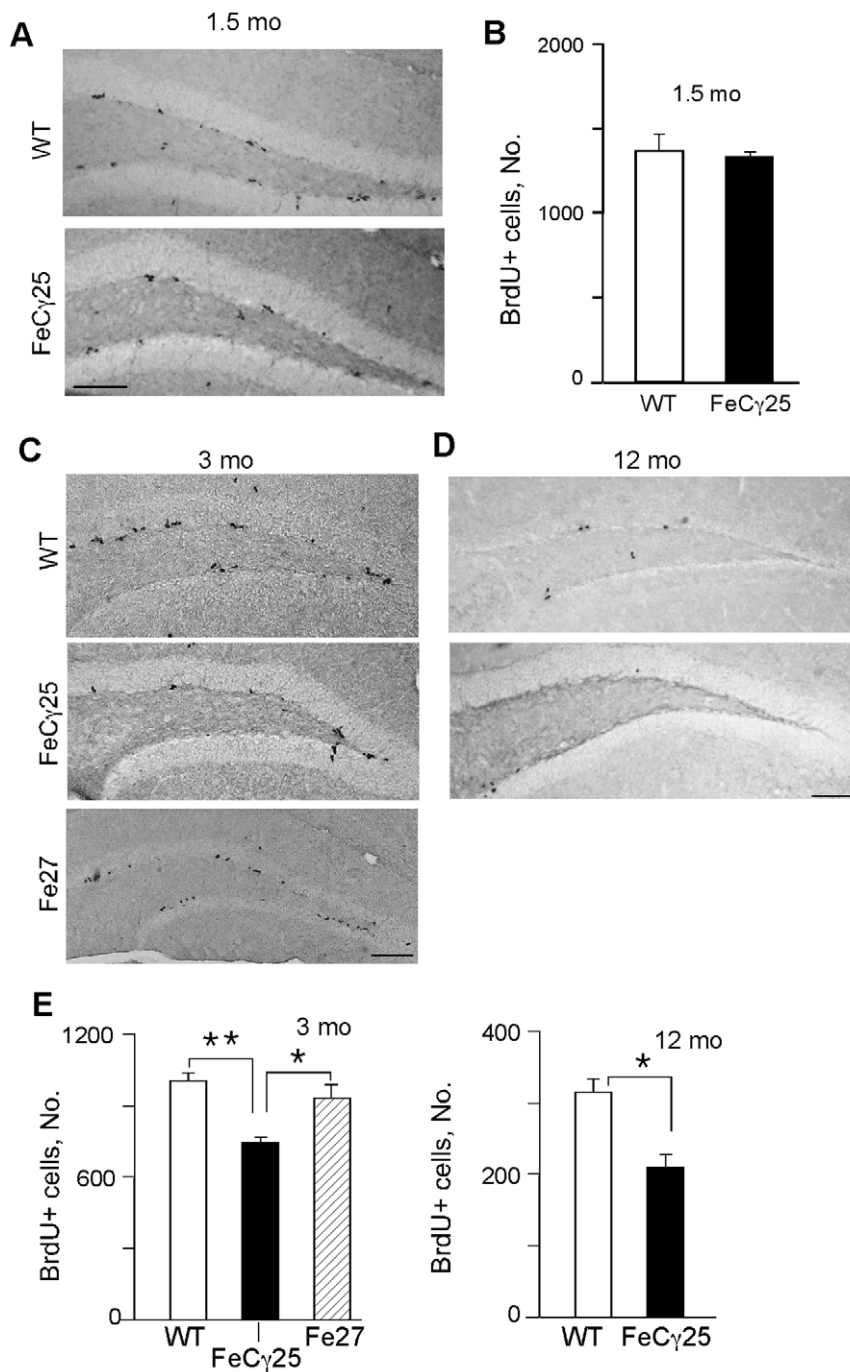 A
1.5 mo
WT
FeCγ25
B
2000
1000
0
BrdU+ cells, No.
1.5 mo
WT
FeCγ25
C
3 mo
WT
FeCγ25
Fe27
D
12 mo
E
1200
600
0
BrdU+ cells, No.
3 mo
**
*
WT
FeCγ25
Fe27
400
200
0
BrdU+ cells, No.
12 mo
*
WT
FeCγ25